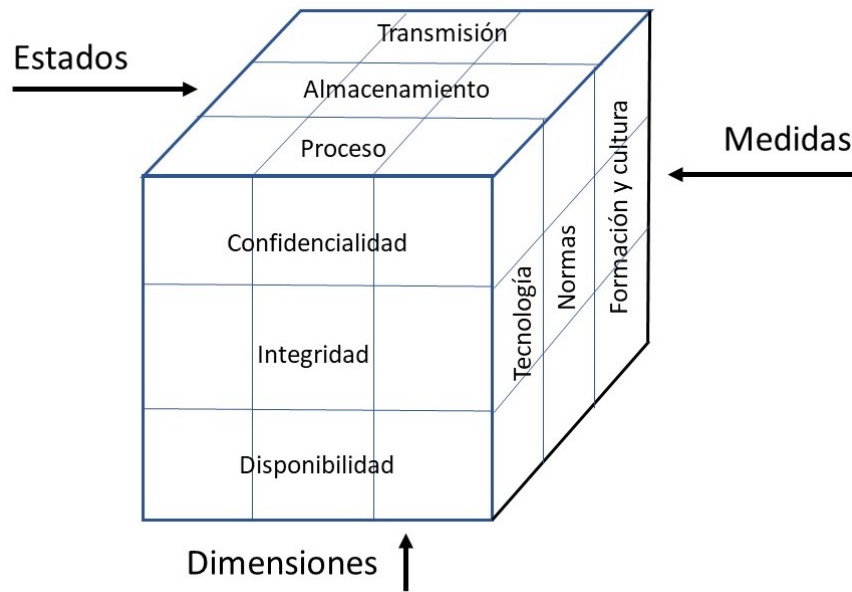 Estados
Transmisión
Almacenamiento
Proceso
Medidas
Confidencialidad
Integridad
Disponibilidad
Tecnología
Normas
Formación y cultura
Dimensiones